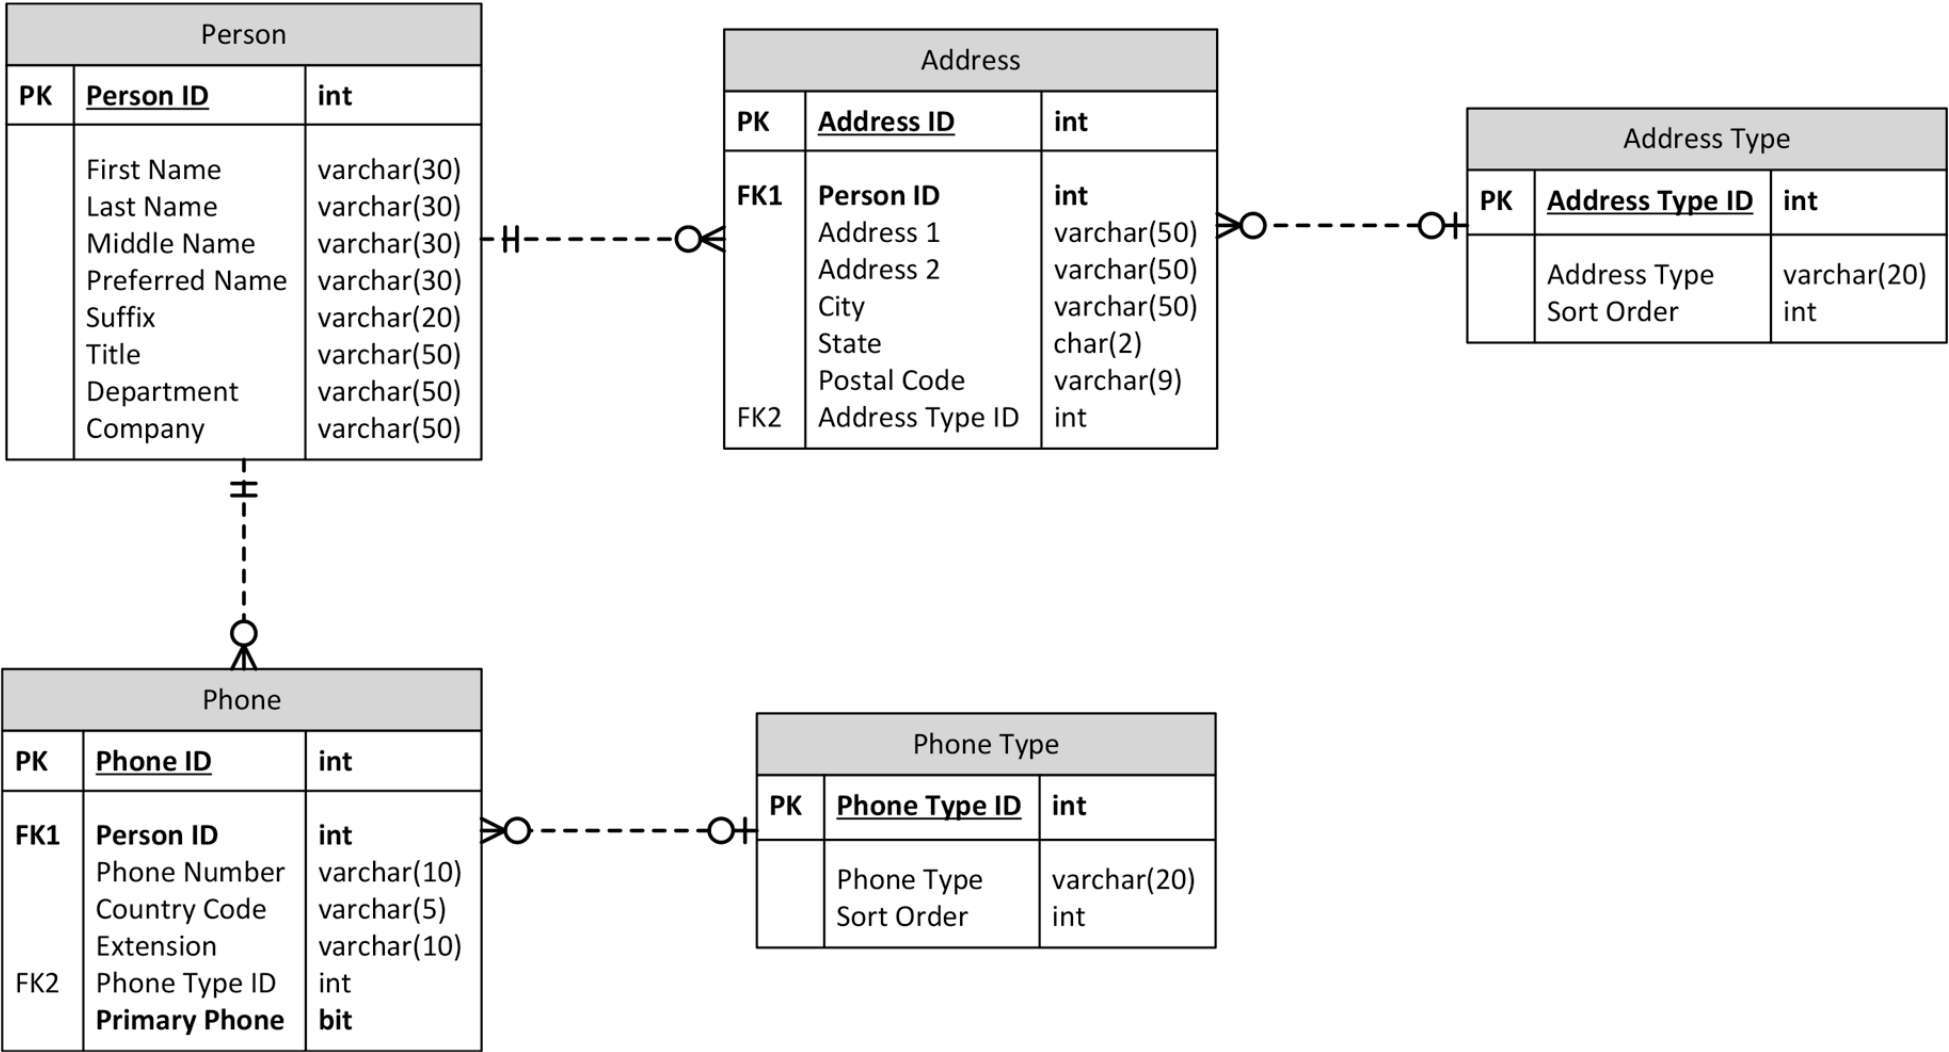 Person
PK Person ID int
First Name varchar(30)
Last Name varchar(30)
Middle Name varchar(30)
Preferred Name varchar(30)
Suffix varchar(20)
Title varchar(50)
Department varchar(50)
Company varchar(50)
Address
PK Address ID int
FK1 Person ID int
Address 1 varchar(50)
Address 2 varchar(50)
City varchar(50)
State char(2)
Postal Code varchar(9)
FK2 Address Type ID int
Address Type
PK Address Type ID int
Address Type varchar(20)
Sort Order int
Phone
PK Phone ID int
FK1 Person ID int
Phone Number varchar(10)
Country Code varchar(5)
Extension varchar(10)
FK2 Phone Type ID int
Primary Phone bit
Phone Type
PK Phone Type ID int
Phone Type varchar(20)
Sort Order int